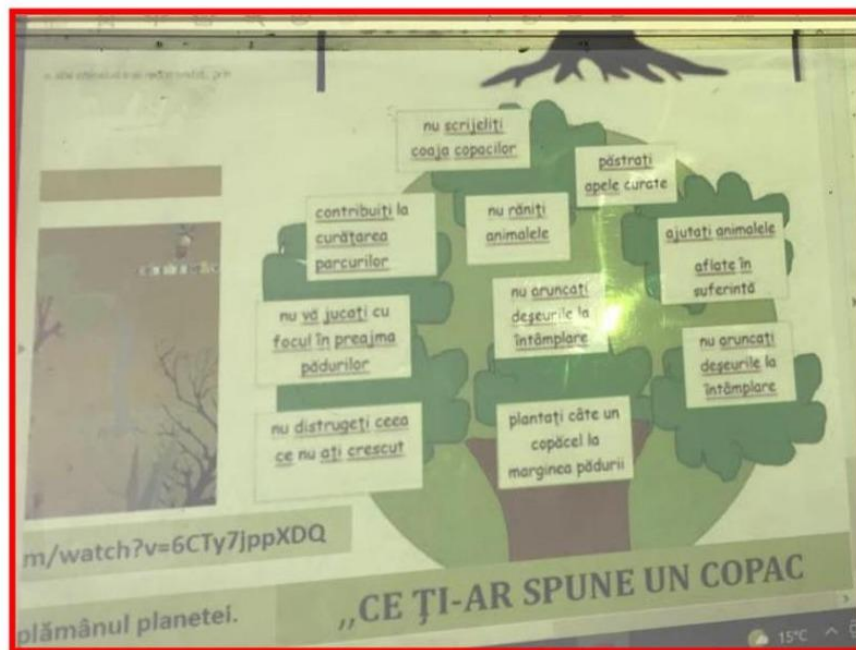 nu scrijeliți
coaja copacilor
păstrați
apele curate
contribuiți la
curățarea
parcurilor
nu răniți
animalele
ajutați animalele
aflate în
suferintă
nu vă jucați cu
focul în preajma
pădurilor
nu aruncați
deșeurile la
întâmplare
nu aruncați
deșeurile la
întâmplare
nu distrugeți ceea
ce nu ați crescut
plantați câte un
copăcel la
marginea pădurii
m/watch?v=6CTy7jppXDQ
plămânul planetei.
,,CE ŢI-AR SPUNE UN COPAC
15°C